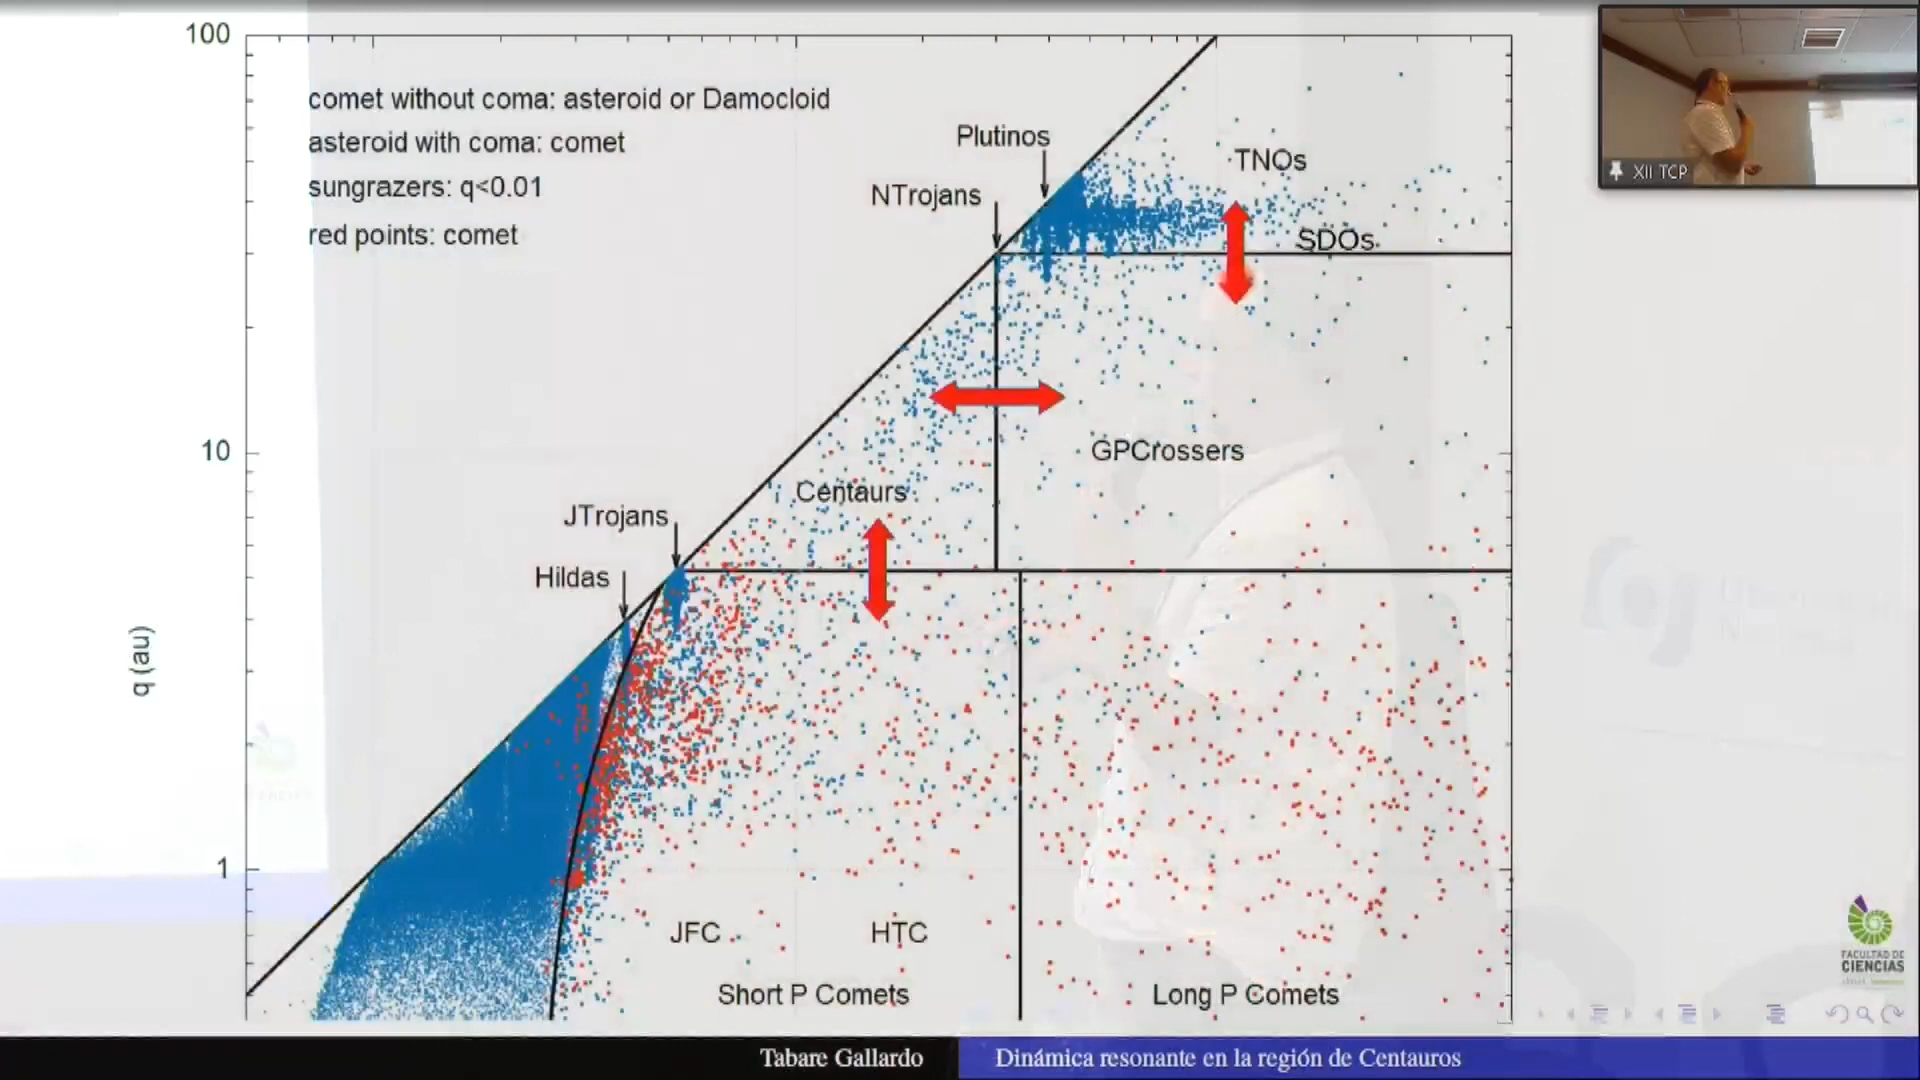 100
comet without coma: asteroid or Damocloid
asteroid with coma: comet
sungrazers: q<0.01
red points: comet
Plutinos
TNOs
NTrojans
SDOs
10
GPCrossers
Centaurs
JTrojans
Hildas
q (au)
1
JFC
HTC
Short P Comets
Long P Comets
XII TCP
FACULTAD DE
CIENCIAS
Tabare Gallardo
Dinámica resonante en la región de Centauros